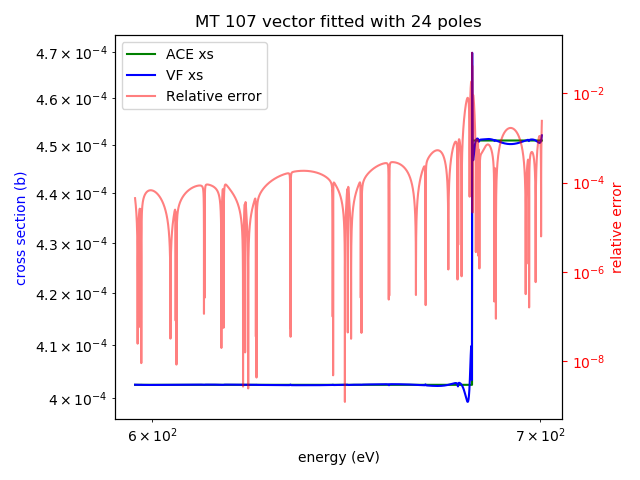 MT 107 vector fitted with 24 poles
ACE xs
VF xs
Relative error
4.7 × 10⁻⁴
4.6 × 10⁻⁴
4.5 × 10⁻⁴
4.4 × 10⁻⁴
4.3 × 10⁻⁴
4.2 × 10⁻⁴
4.1 × 10⁻⁴
4 × 10⁻⁴
cross section (b)
10⁻²
10⁻⁴
10⁻⁶
10⁻⁸
relative error
6 × 10²
7 × 10²
energy (eV)